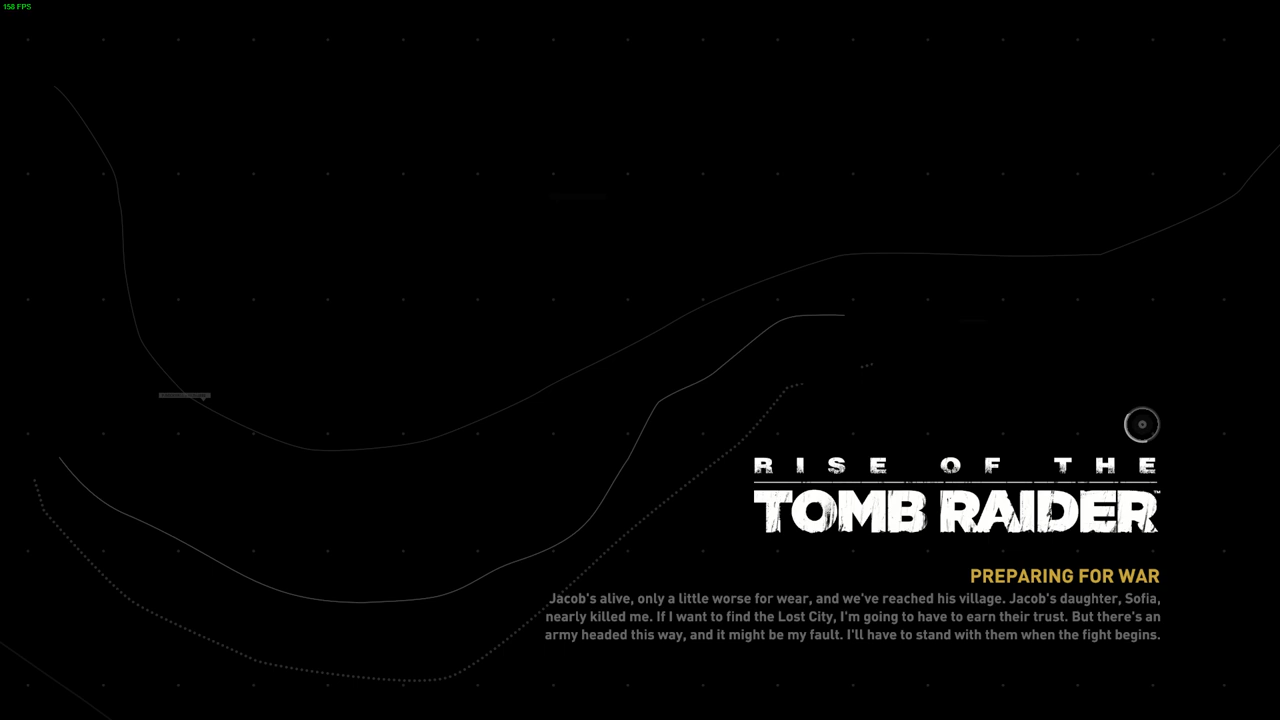 158 FPS
RISE OF THE
TOMB RAIDER™
PREPARING FOR WAR
Jacob's alive, only a little worse for wear, and we've reached his village. Jacob's daughter, Sofia,
nearly killed me. If I want to find the Lost City, I'm going to have to earn their trust. But there's an
army headed this way, and it might be my fault. I'll have to stand with them when the fight begins.